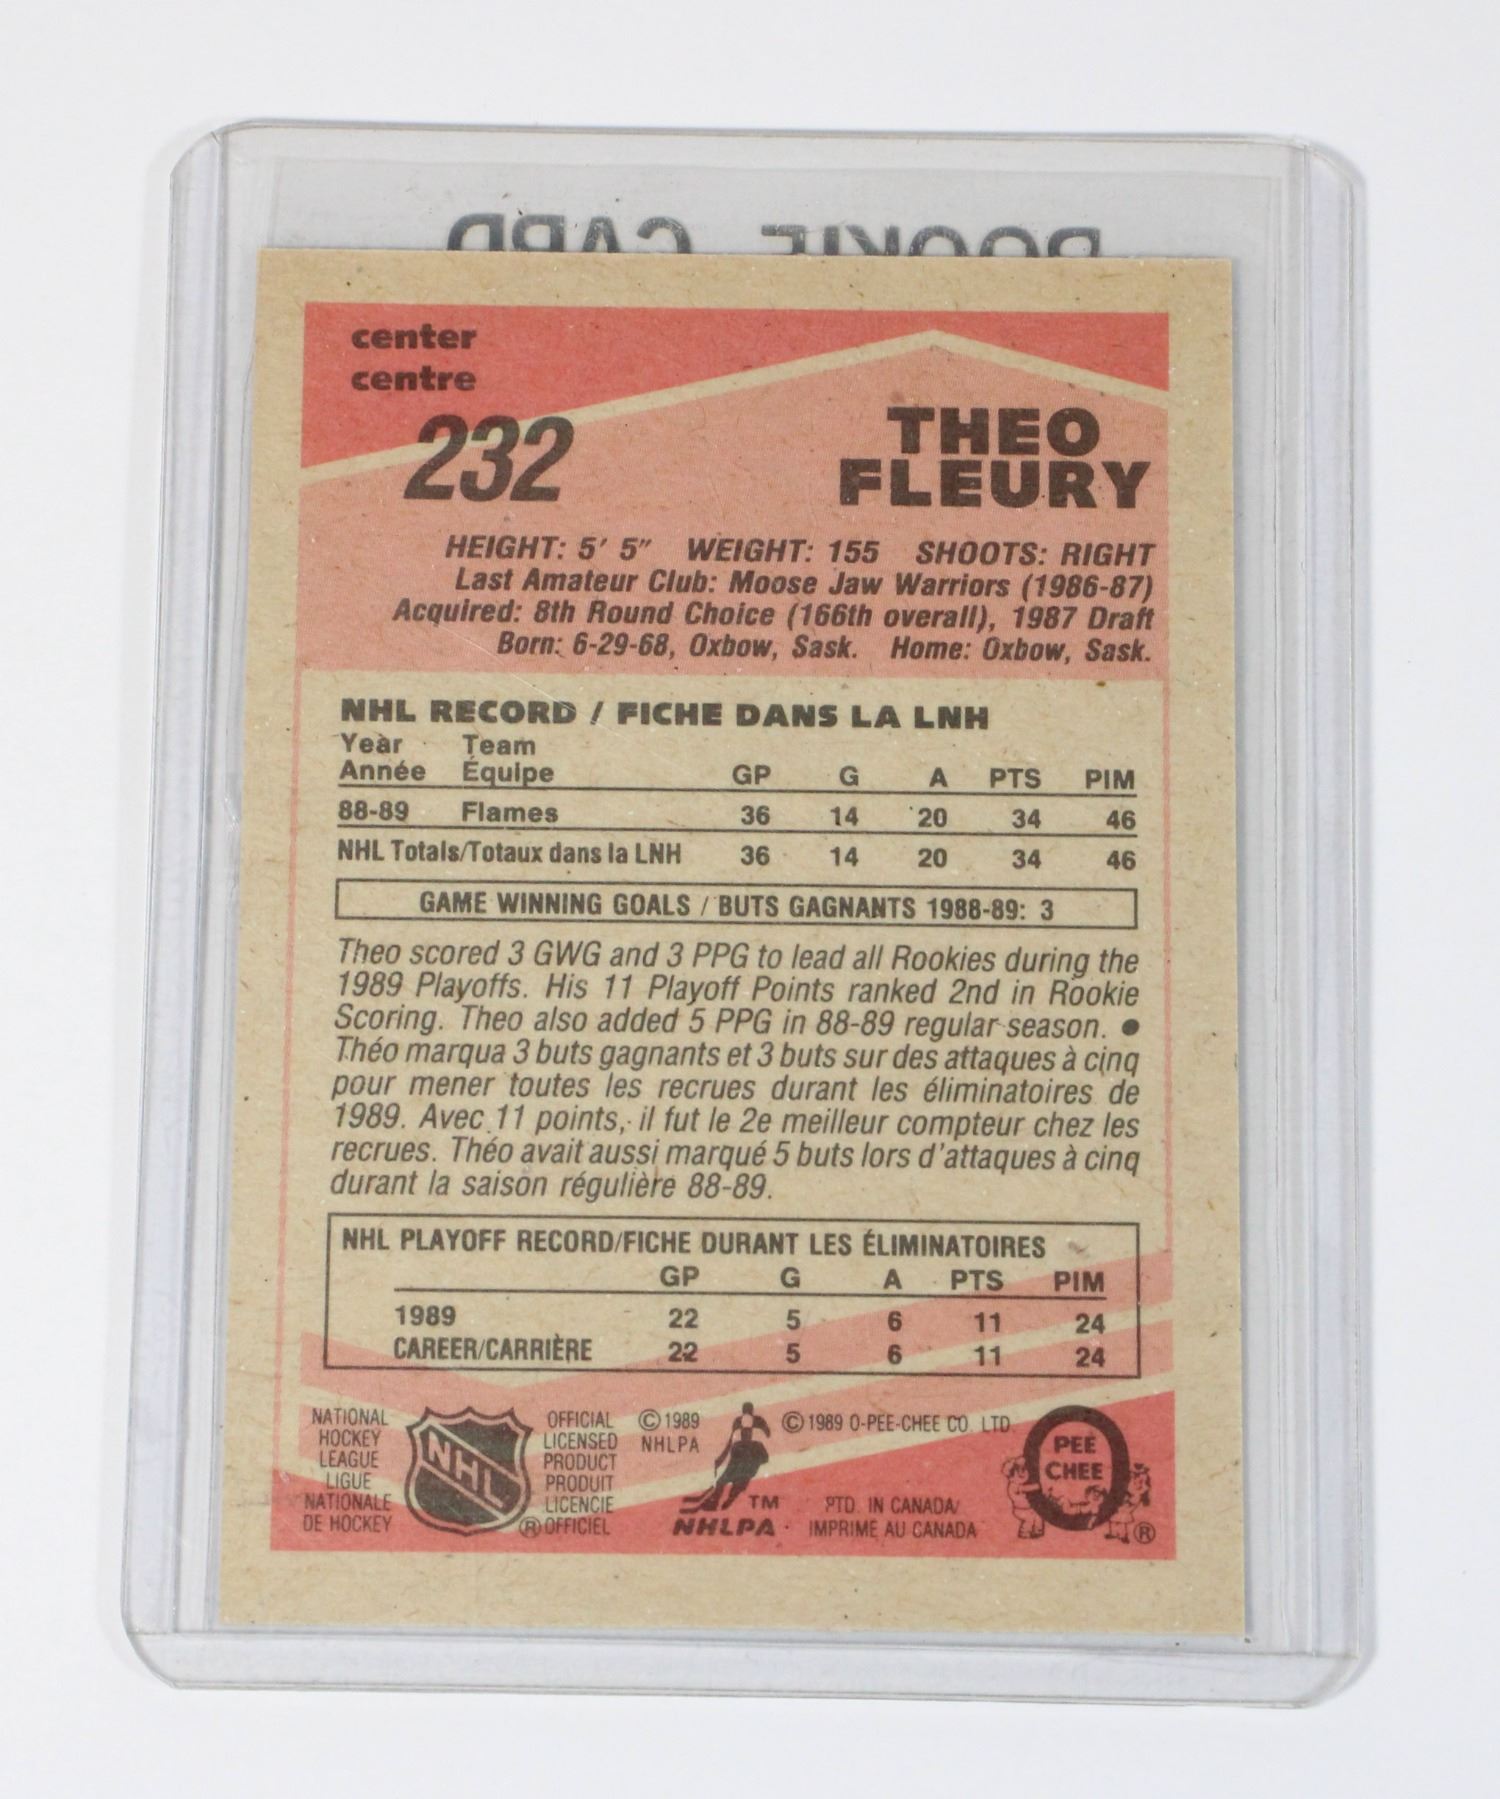 ROOKIE CARD
center
centre
232
THEO
FLEURY
HEIGHT: 5' 5" WEIGHT: 155 SHOOTS: RIGHT
Last Amateur Club: Moose Jaw Warriors (1986-87)
Acquired: 8th Round Choice (166th overall), 1987 Draft
Born: 6-29-68, Oxbow, Sask. Home: Oxbow, Sask.
NHL RECORD / FICHE DANS LA LNH
Year Team
Année Équipe GP G A PTS PIM
88-89 Flames 36 14 20 34 46
NHL Totals/Totaux dans la LNH 36 14 20 34 46
GAME WINNING GOALS / BUTS GAGNANTS 1988-89: 3
Theo scored 3 GWG and 3 PPG to lead all Rookies during the
1989 Playoffs. His 11 Playoff Points ranked 2nd in Rookie
Scoring. Theo also added 5 PPG in 88-89 regular season. ●
Théo marqua 3 buts gagnants et 3 buts sur des attaques à cinq
pour mener toutes les recrues durant les éliminatoires de
1989. Avec 11 points, il fut le 2e meilleur compteur chez les
recrues. Théo avait aussi marqué 5 buts lors d'attaques à cinq
durant la saison régulière 88-89.
NHL PLAYOFF RECORD/FICHE DURANT LES ÉLIMINATOIRES
GP G A PTS PIM
1989 22 5 6 11 24
CAREER/CARRIÈRE 22 5 6 11 24
NATIONAL
HOCKEY
LEAGUE
LIGUE
NATIONALE
DE HOCKEY
NHL
OFFICIAL
LICENSED
PRODUCT
PRODUIT
LICENCIE
® OFFICIEL
© 1989
NHLPA
TM
NHLPA
© 1989 O-PEE-CHEE CO. LTD.
PTD. IN CANADA/
IMPRIME AU CANADA
O
PEE
CHEE
®